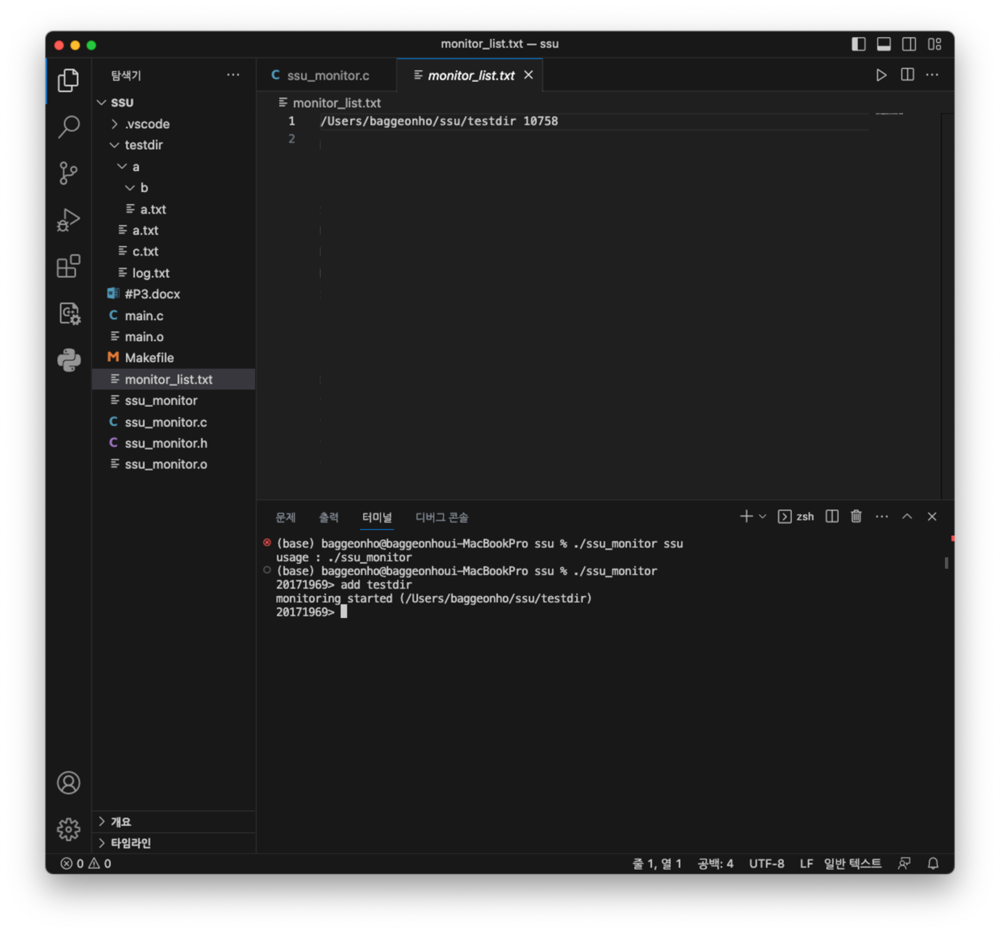 monitor_list.txt — ssu
탐색기
SSU
.vscode
testdir
a
b
a.txt
a.txt
c.txt
log.txt
#P3.docx
C main.c
main.o
M Makefile
monitor_list.txt
ssu_monitor
C ssu_monitor.c
C ssu_monitor.h
ssu_monitor.o
개요
타임라인
C ssu_monitor.c
monitor_list.txt
monitor_list.txt
1 /Users/baggeonho/ssu/testdir 10758
2
문제 출력 터미널 디버그 콘솔
zsh
(base) baggeonho@baggeonhoui-MacBookPro ssu % ./ssu_monitor ssu
usage : ./ssu_monitor
(base) baggeonho@baggeonhoui-MacBookPro ssu % ./ssu_monitor
20171969> add testdir
monitoring started (/Users/baggeonho/ssu/testdir)
20171969>
0 0
줄 1, 열 1 공백: 4 UTF-8 LF 일반 텍스트